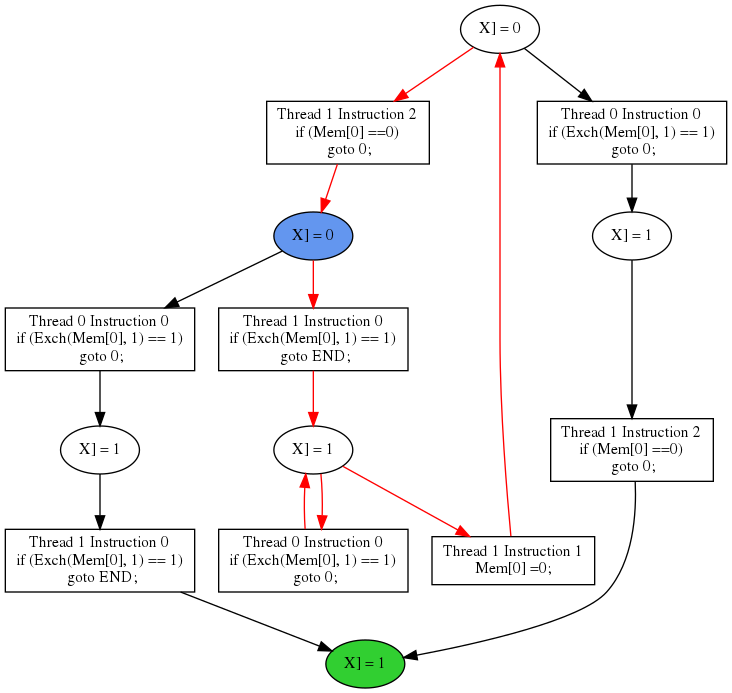 X] = 0
Thread 1 Instruction 2
if (Mem[0] ==0)
goto 0;
Thread 0 Instruction 0
if (Exch(Mem[0], 1) == 1)
goto 0;
X] = 0
X] = 1
Thread 0 Instruction 0
if (Exch(Mem[0], 1) == 1)
goto 0;
Thread 1 Instruction 0
if (Exch(Mem[0], 1) == 1)
goto END;
X] = 1
X] = 1
Thread 1 Instruction 2
if (Mem[0] ==0)
goto 0;
Thread 1 Instruction 0
if (Exch(Mem[0], 1) == 1)
goto END;
Thread 0 Instruction 0
if (Exch(Mem[0], 1) == 1)
goto 0;
Thread 1 Instruction 1
Mem[0] =0;
X] = 1